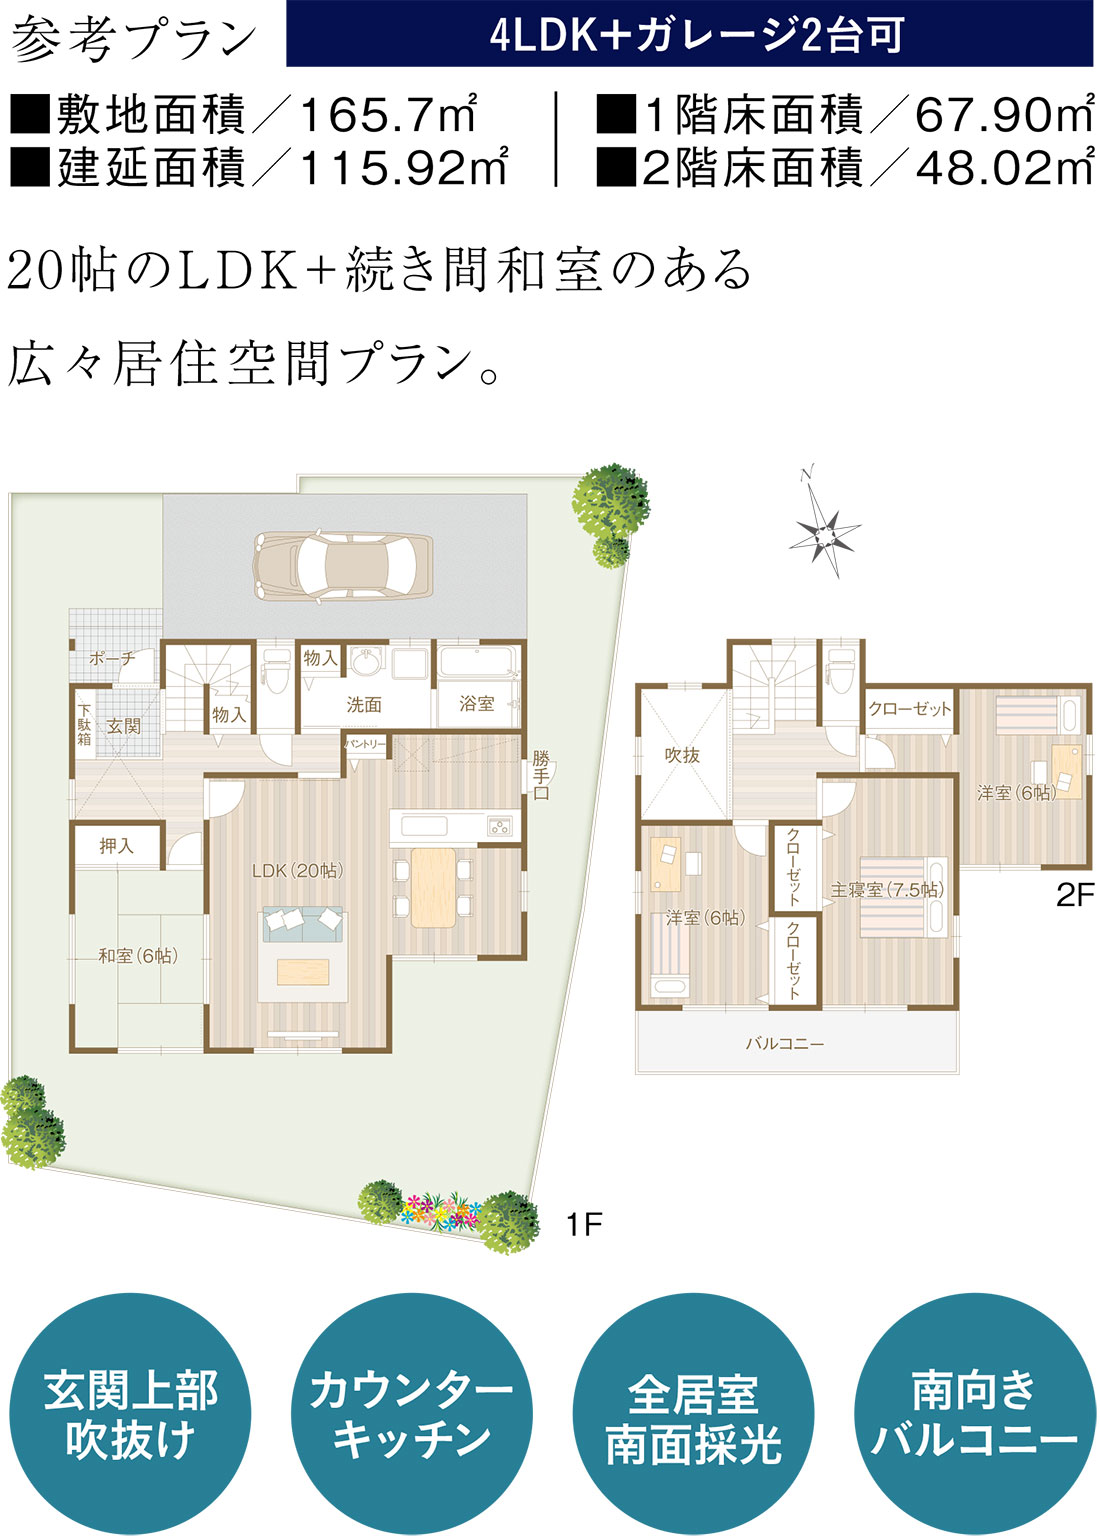 参考プラン
4LDK＋ガレージ2台可
■敷地面積／165.7㎡
■建延面積／115.92㎡
■1階床面積／67.90㎡
■2階床面積／48.02㎡
20帖のLDK＋続き間和室のある
広々居住空間プラン。
N
ポーチ
下駄箱
玄関
物入
物入
洗面
浴室
パントリー
勝手口
押入
LDK（20帖）
和室（6帖）
1F
吹抜
クローゼット
洋室（6帖）
クローゼット
主寝室（7.5帖）
洋室（6帖）
クローゼット
バルコニー
2F
玄関上部
吹抜け
カウンター
キッチン
全居室
南面採光
南向き
バルコニー